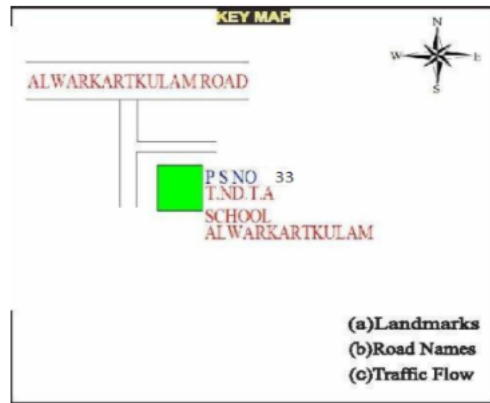 KEY MAP
N
W E
S
ALWARKARTKULAM ROAD
P S NO 33
T.ND.T.A
SCHOOL
ALWARKARTKULAM
(a)Landmarks
(b)Road Names
(c)Traffic Flow